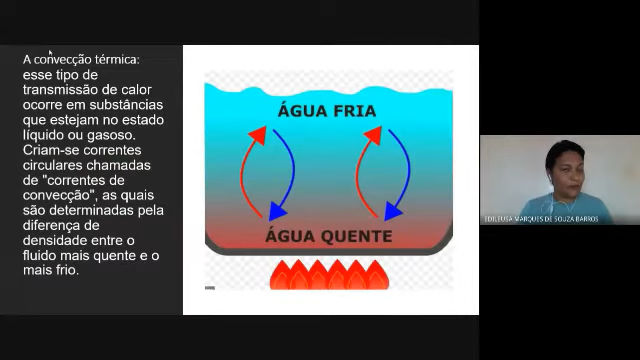 A convecção térmica:
esse tipo de
transmissão de calor
ocorre em substâncias
que estejam no estado
líquido ou gasoso.
Criam-se correntes
circulares chamadas
de "correntes de
convecção", as quais
são determinadas pela
diferença de
densidade entre o
fluido mais quente e o
mais frio.
ÁGUA FRIA
ÁGUA QUENTE
EDILEUSA MARQUES DE SOUZA BARROS